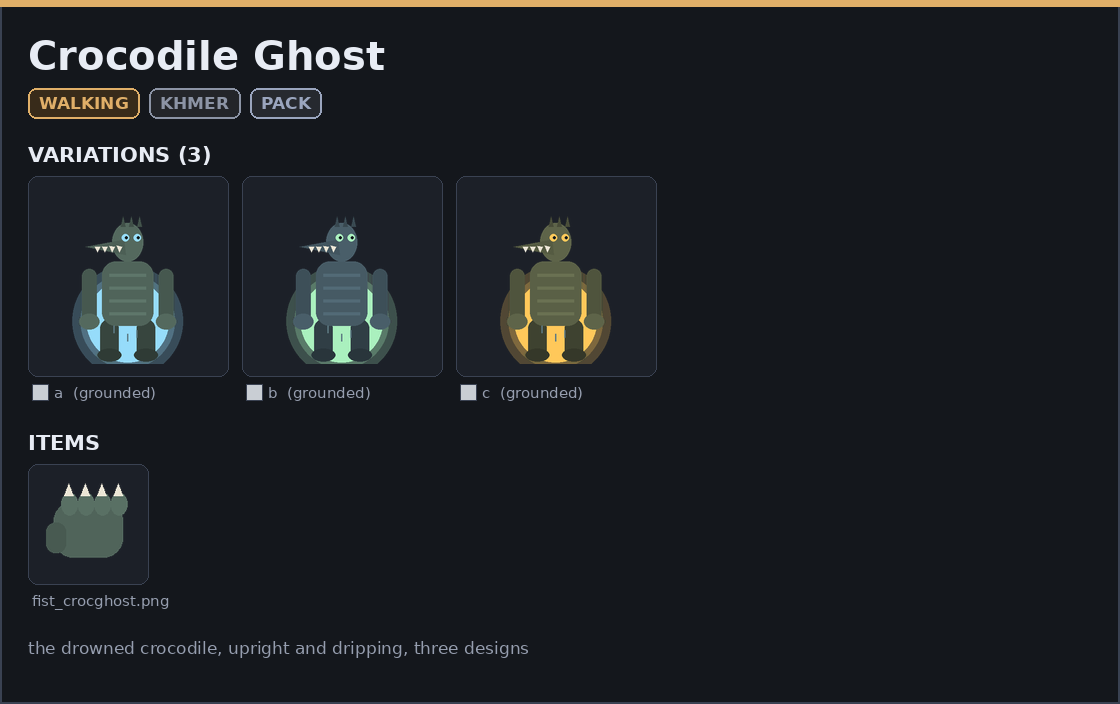 Crocodile Ghost
WALKING KHMER PACK
VARIATIONS (3)
a (grounded) b (grounded) c (grounded)
ITEMS
fist_crocghost.png
the drowned crocodile, upright and dripping, three designs